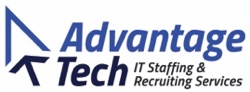 Advantage
Tech IT Staffing &
Recruiting Services